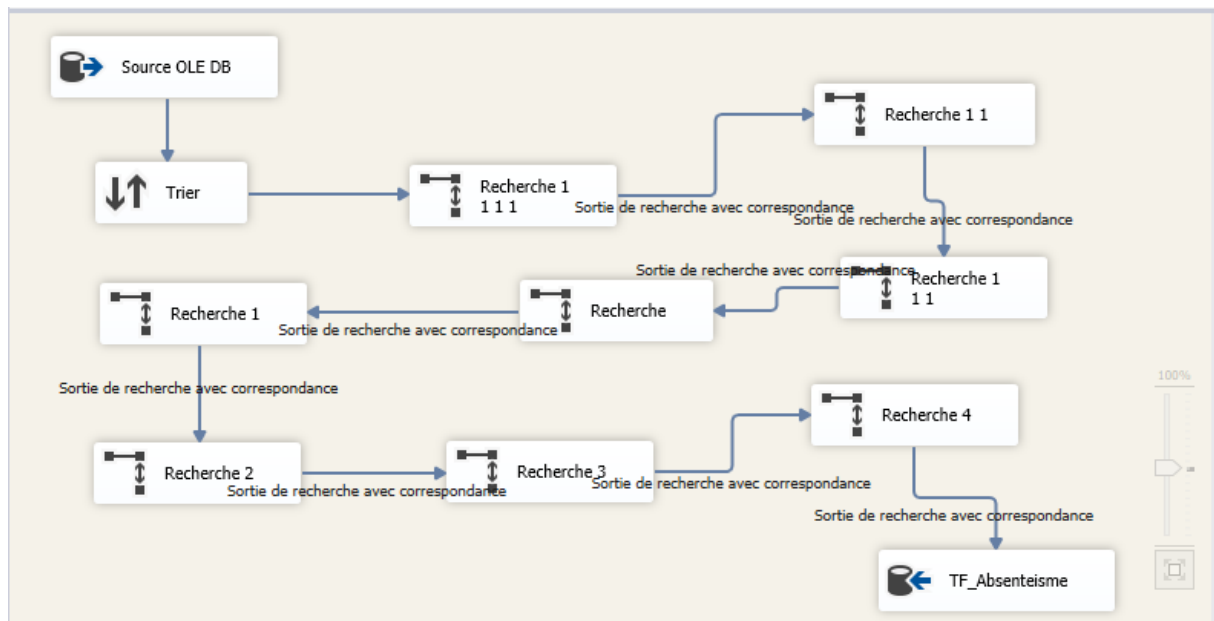 Source OLE DB
Recherche 1 1
Trier
Recherche 1
1 1 1
Sortie de recherche avec correspondance
Sortie de recherche avec correspondance
Sortie de recherche avec correspondance
Recherche 1
1 1
Recherche
Recherche 1
Sortie de recherche avec correspondance
100%
Sortie de recherche avec correspondance
Recherche 4
Recherche 2
Recherche 3
Sortie de recherche avec correspondance
Sortie de recherche avec correspondance
Sortie de recherche avec correspondance
TF_Absenteisme